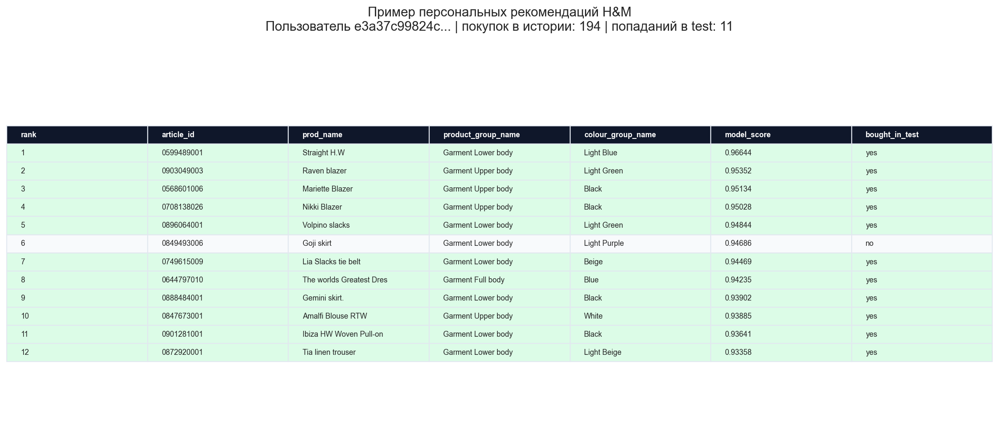 Пример персональных рекомендаций H&M
Пользователь e3a37c99824c... | покупок в истории: 194 | попаданий в test: 11
rank article_id prod_name product_group_name colour_group_name model_score bought_in_test
1 0599489001 Straight H.W Garment Lower body Light Blue 0.96644 yes
2 0903049003 Raven blazer Garment Upper body Light Green 0.95352 yes
3 0568601006 Mariette Blazer Garment Upper body Black 0.95134 yes
4 0708138026 Nikki Blazer Garment Upper body Black 0.95028 yes
5 0896064001 Volpino slacks Garment Lower body Light Green 0.94844 yes
6 0849493006 Goji skirt Garment Lower body Light Purple 0.94686 no
7 0749615009 Lia Slacks tie belt Garment Lower body Beige 0.94469 yes
8 0644797010 The worlds Greatest Dres Garment Full body Blue 0.94235 yes
9 0888484001 Gemini skirt. Garment Lower body Black 0.93902 yes
10 0847673001 Amalfi Blouse RTW Garment Upper body White 0.93885 yes
11 0901281001 Ibiza HW Woven Pull-on Garment Lower body Black 0.93641 yes
12 0872920001 Tia linen trouser Garment Lower body Light Beige 0.93358 yes